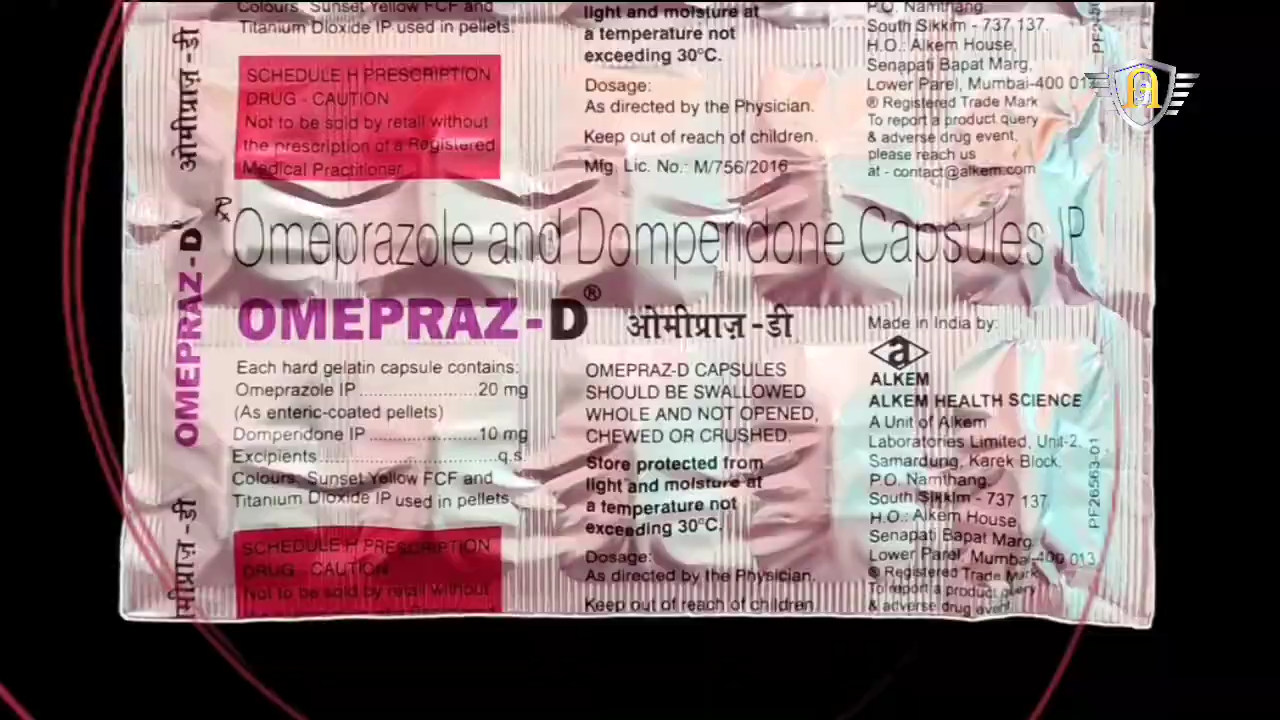 Colours, Sunset Yellow FCF and
Titanium Dioxide IP used in pellets.
SCHEDULE H PRESCRIPTION
DRUG - CAUTION
Not to be sold by retail without
the prescription of a Registered
Medical Practitioner
light and moisture at
a temperature not
exceeding 30°C.
Dosage:
As directed by the Physician.
Keep out of reach of children.
Mfg. Lic. No.: M/756/2016
P.O. Namthang,
South Sikkim - 737 137.
H.O.: Alkem House,
Senapati Bapat Marg,
Lower Parel, Mumbai-400 013
® Registered Trade Mark
To report a product query
& adverse drug event,
please reach us
at - contact@alkem.com
ओमीप्राज़ -डी
Rx Omeprazole and Domperidone Capsules IP
OMEPRAZ-D
OMEPRAZ-D® ओमीप्राज़ -डी
Each hard gelatin capsule contains:
Omeprazole IP ............................20 mg
(As enteric-coated pellets)
Domperidone IP .........................10 mg
Excipients.......................................q.s.
Colours, Sunset Yellow FCF and
Titanium Dioxide IP used in pellets.
OMEPRAZ-D CAPSULES
SHOULD BE SWALLOWED
WHOLE AND NOT OPENED,
CHEWED OR CRUSHED.
Store protected from
light and moisture at
a temperature not
exceeding 30°C.
Dosage:
As directed by the Physician.
Keep out of reach of children
Made in India by:
a
ALKEM
ALKEM HEALTH SCIENCE
A Unit of Alkem
Laboratories Limited, Unit-2,
Samardung, Karek Block,
P.O. Namthang,
South Sikkim - 737 137.
H.O.: Alkem House,
Senapati Bapat Marg,
Lower Parel, Mumbai-400 013
® Registered Trade Mark
To report a product query
& adverse drug event,
PF26563-01
SCHEDULE H PRESCRIPTION
DRUG - CAUTION
Not to be sold by retail without